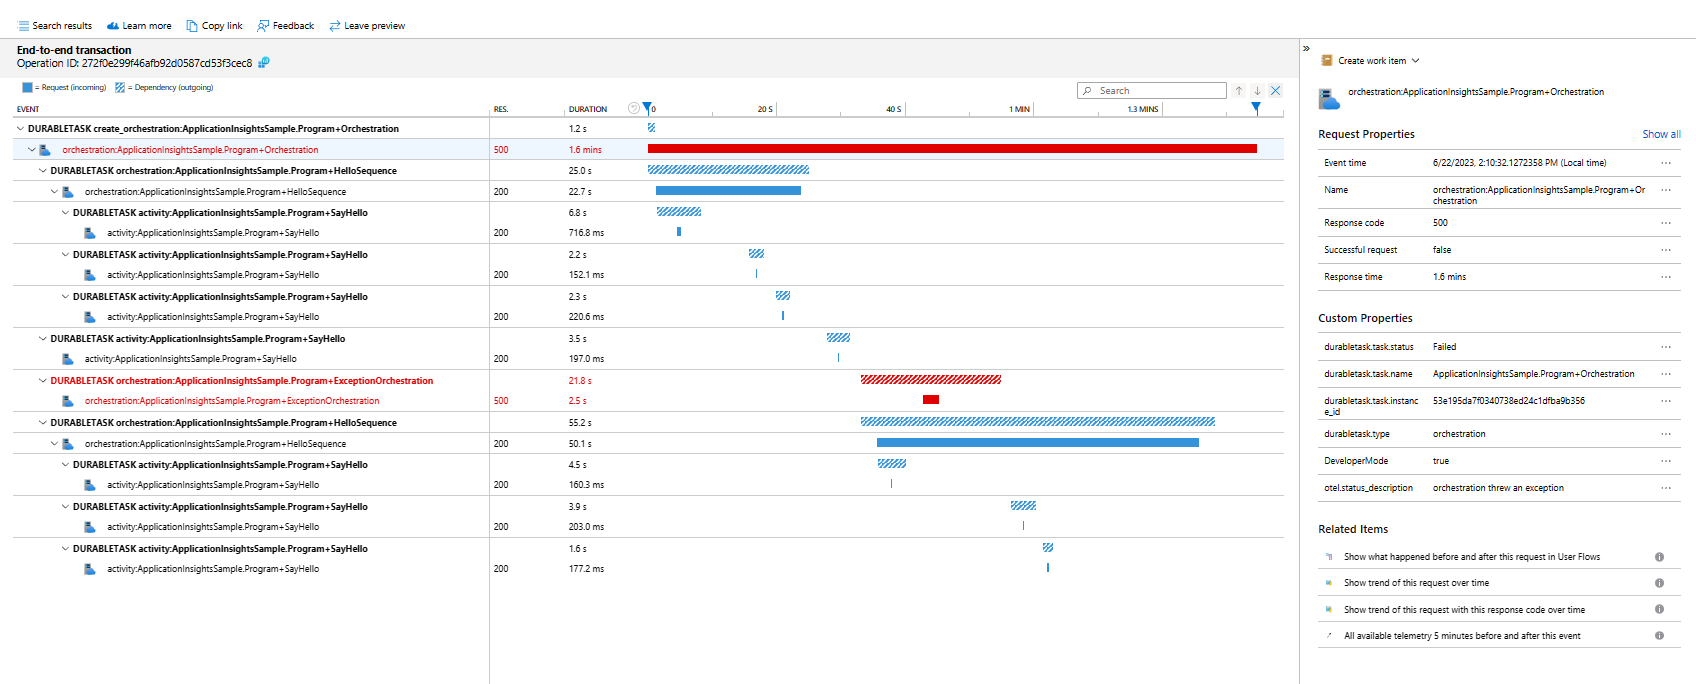 Search results Learn more Copy link Feedback Leave preview
End-to-end transaction
Operation ID: 272f0e299f46afb92d0587cd53f3cec8
= Request (incoming) = Dependency (outgoing)
Search
EVENT RES. DURATION 0 20 S 40 S 1 MIN 1.3 MINS
DURABLETASK create_orchestration:ApplicationInsightsSample.Program+Orchestration 1.2 s
orchestration:ApplicationInsightsSample.Program+Orchestration 500 1.6 mins
DURABLETASK orchestration:ApplicationInsightsSample.Program+HelloSequence 25.0 s
orchestration:ApplicationInsightsSample.Program+HelloSequence 200 22.7 s
DURABLETASK activity:ApplicationInsightsSample.Program+SayHello 6.8 s
activity:ApplicationInsightsSample.Program+SayHello 200 716.8 ms
DURABLETASK activity:ApplicationInsightsSample.Program+SayHello 2.2 s
activity:ApplicationInsightsSample.Program+SayHello 200 152.1 ms
DURABLETASK activity:ApplicationInsightsSample.Program+SayHello 2.3 s
activity:ApplicationInsightsSample.Program+SayHello 200 220.6 ms
DURABLETASK activity:ApplicationInsightsSample.Program+SayHello 3.5 s
activity:ApplicationInsightsSample.Program+SayHello 200 197.0 ms
DURABLETASK orchestration:ApplicationInsightsSample.Program+ExceptionOrchestration 21.8 s
orchestration:ApplicationInsightsSample.Program+ExceptionOrchestration 500 2.5 s
DURABLETASK orchestration:ApplicationInsightsSample.Program+HelloSequence 55.2 s
orchestration:ApplicationInsightsSample.Program+HelloSequence 200 50.1 s
DURABLETASK activity:ApplicationInsightsSample.Program+SayHello 4.5 s
activity:ApplicationInsightsSample.Program+SayHello 200 160.3 ms
DURABLETASK activity:ApplicationInsightsSample.Program+SayHello 3.9 s
activity:ApplicationInsightsSample.Program+SayHello 200 203.0 ms
DURABLETASK activity:ApplicationInsightsSample.Program+SayHello 1.6 s
activity:ApplicationInsightsSample.Program+SayHello 200 177.2 ms
Create work item
orchestration:ApplicationInsightsSample.Program+Orchestration
Request Properties Show all
Event time 6/22/2023, 2:10:32.1272358 PM (Local time) ...
Name orchestration:ApplicationInsightsSample.Program+Or ...
chestration
Response code 500 ...
Successful request false ...
Response time 1.6 mins ...
Custom Properties
durabletask.task.status Failed ...
durabletask.task.name ApplicationInsightsSample.Program+Orchestration ...
durabletask.task.instanc 53e195da7f0340738ed24c1dfba9b356 ...
e_id
durabletask.type orchestration ...
DeveloperMode true ...
otel.status_description orchestration threw an exception ...
Related Items
Show what happened before and after this request in User Flows
Show trend of this request over time
Show trend of this request with this response code over time
All available telemetry 5 minutes before and after this event